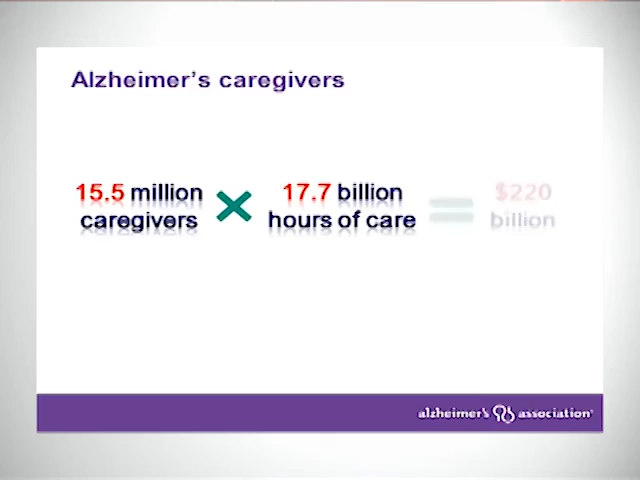 Alzheimer's caregivers
15.5 million
caregivers
×
17.7 billion
hours of care
=
$220
billion
alzheimer's association®